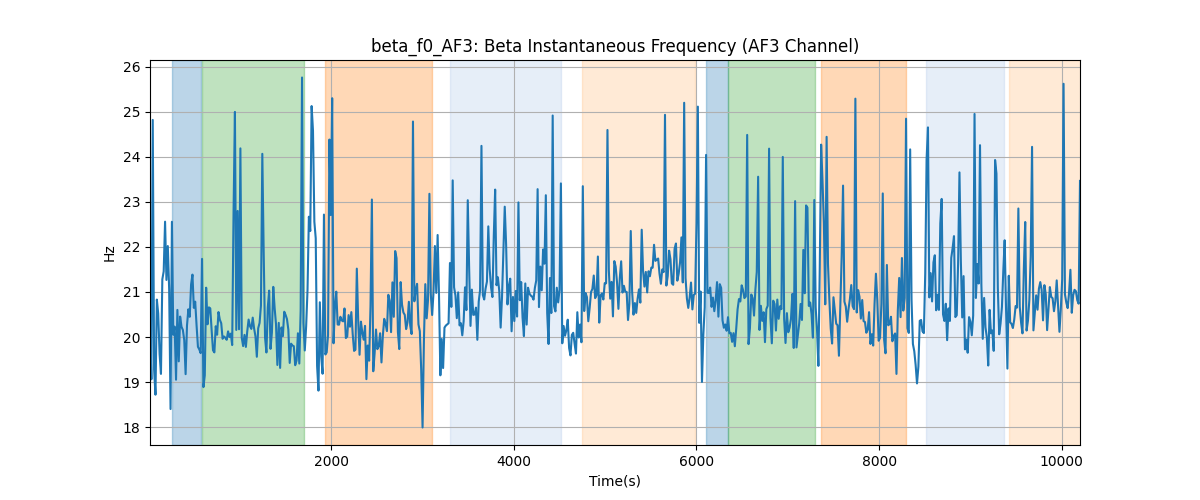 beta_f0_AF3: Beta Instantaneous Frequency (AF3 Channel)
26
25
24
23
22
21
20
19
18
Hz
2000 4000 6000 8000 10000
Time(s)